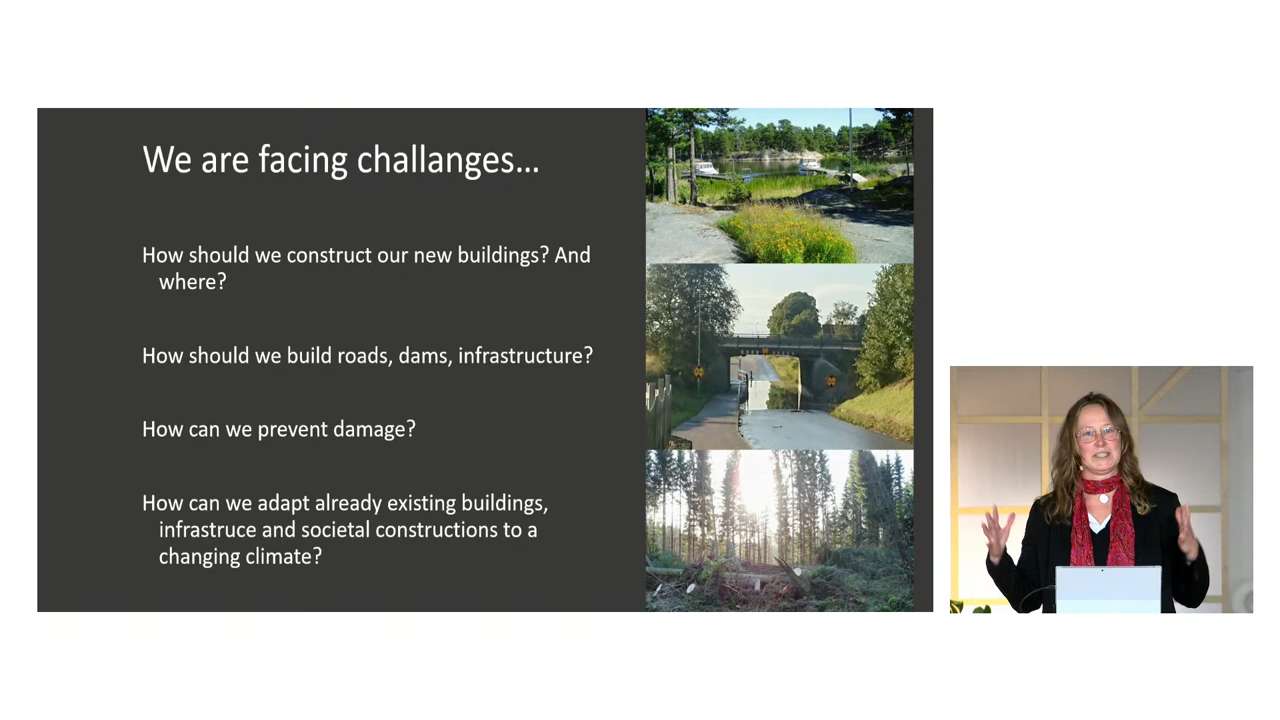 We are facing challanges...
How should we construct our new buildings? And
where?
How should we build roads, dams, infrastructure?
How can we prevent damage?
How can we adapt already existing buildings,
infrastruce and societal constructions to a
changing climate?